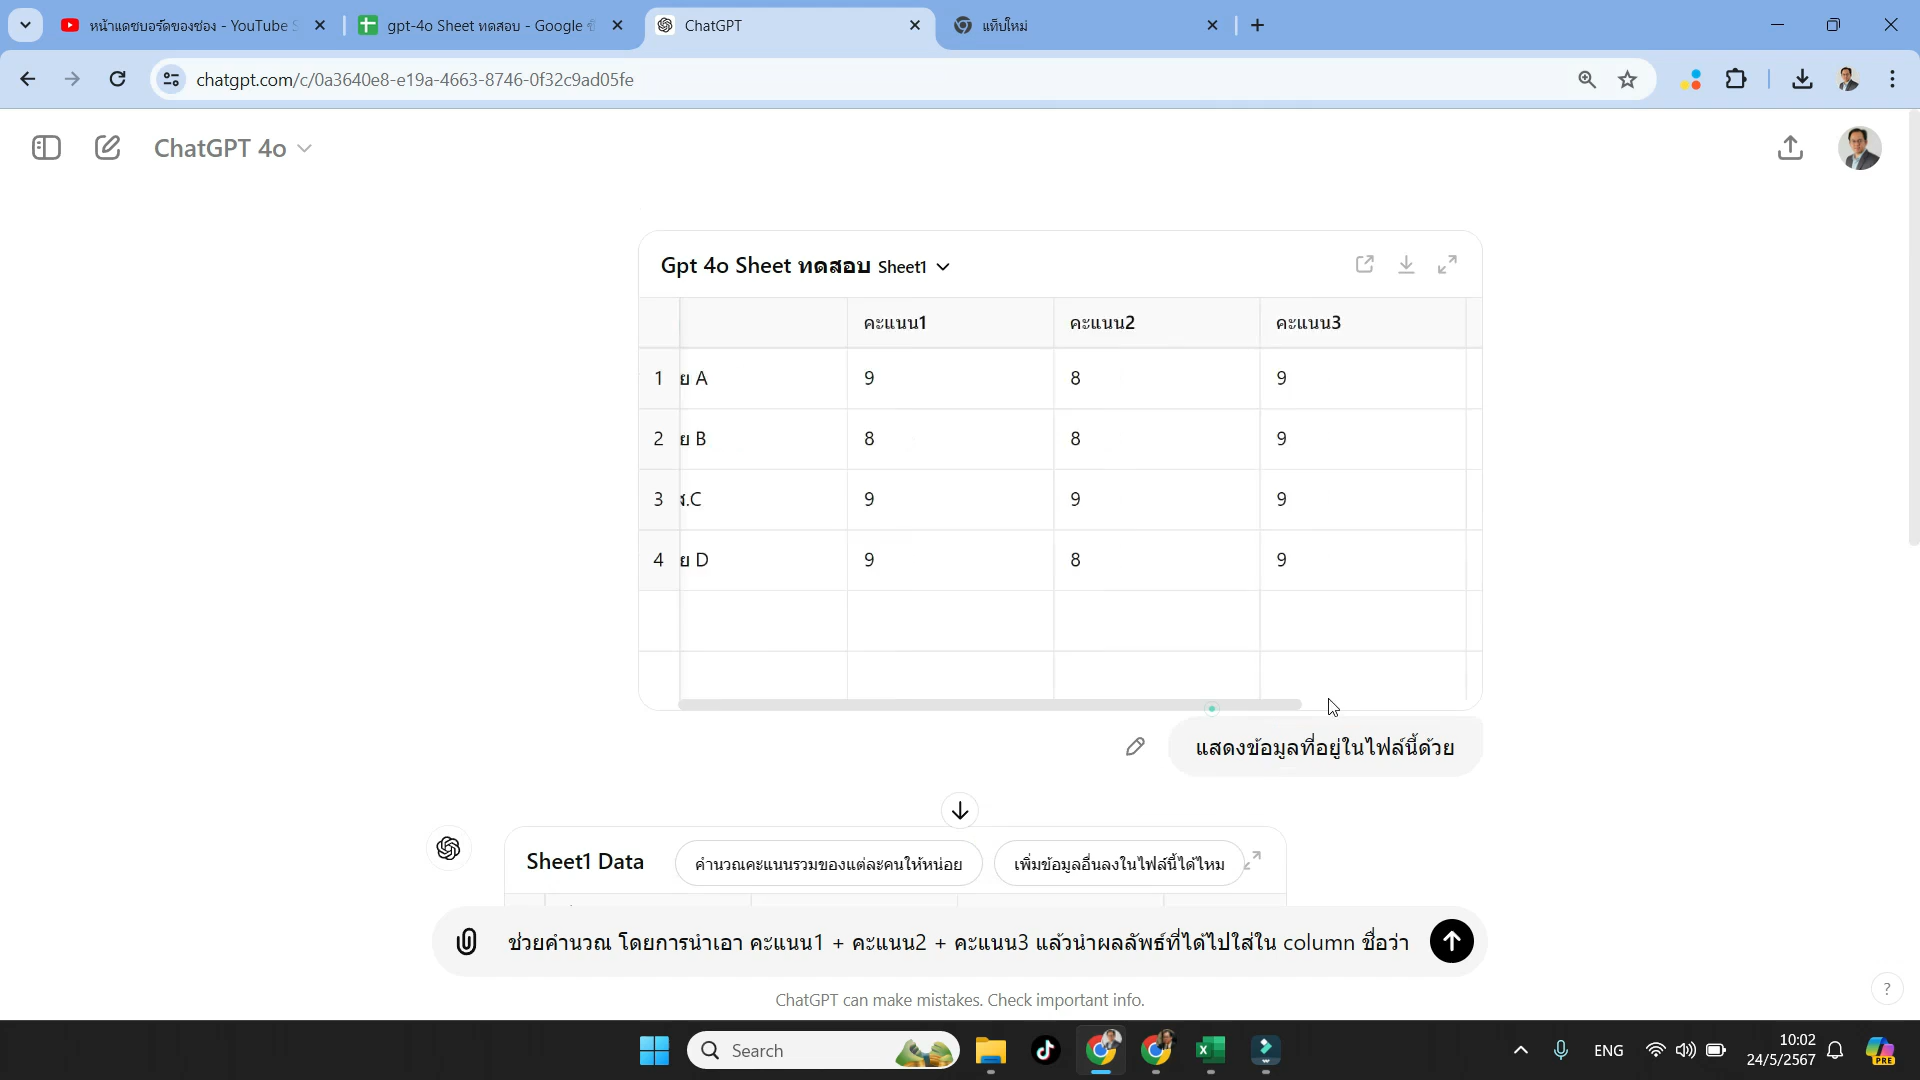 หน้าแดชบอร์ดของช่อง - YouTube S
gpt-4o Sheet ทดสอบ - Google ชี
ChatGPT
แท็บใหม่
chatgpt.com/c/0a3640e8-e19a-4663-8746-0f32c9ad05fe
ChatGPT 4o
Gpt 4o Sheet ทดสอบ Sheet1
คะแนน1 คะแนน2 คะแนน3
1 ย A 9 8 9
2 ย B 8 8 9
3 ส.C 9 9 9
4 ย D 9 8 9
แสดงข้อมูลที่อยู่ในไฟล์นี้ด้วย
Sheet1 Data
คำนวณคะแนนรวมของแต่ละคนให้หน่อย
เพิ่มข้อมูลอื่นลงในไฟล์นี้ได้ไหม
ช่วยคำนวณ โดยการนำเอา คะแนน1 + คะแนน2 + คะแนน3 แล้วนำผลลัพธ์ที่ได้ไปใส่ใน column ชื่อว่า
ChatGPT can make mistakes. Check important info.
?
Search
ENG
10:02
24/5/2567
PRE